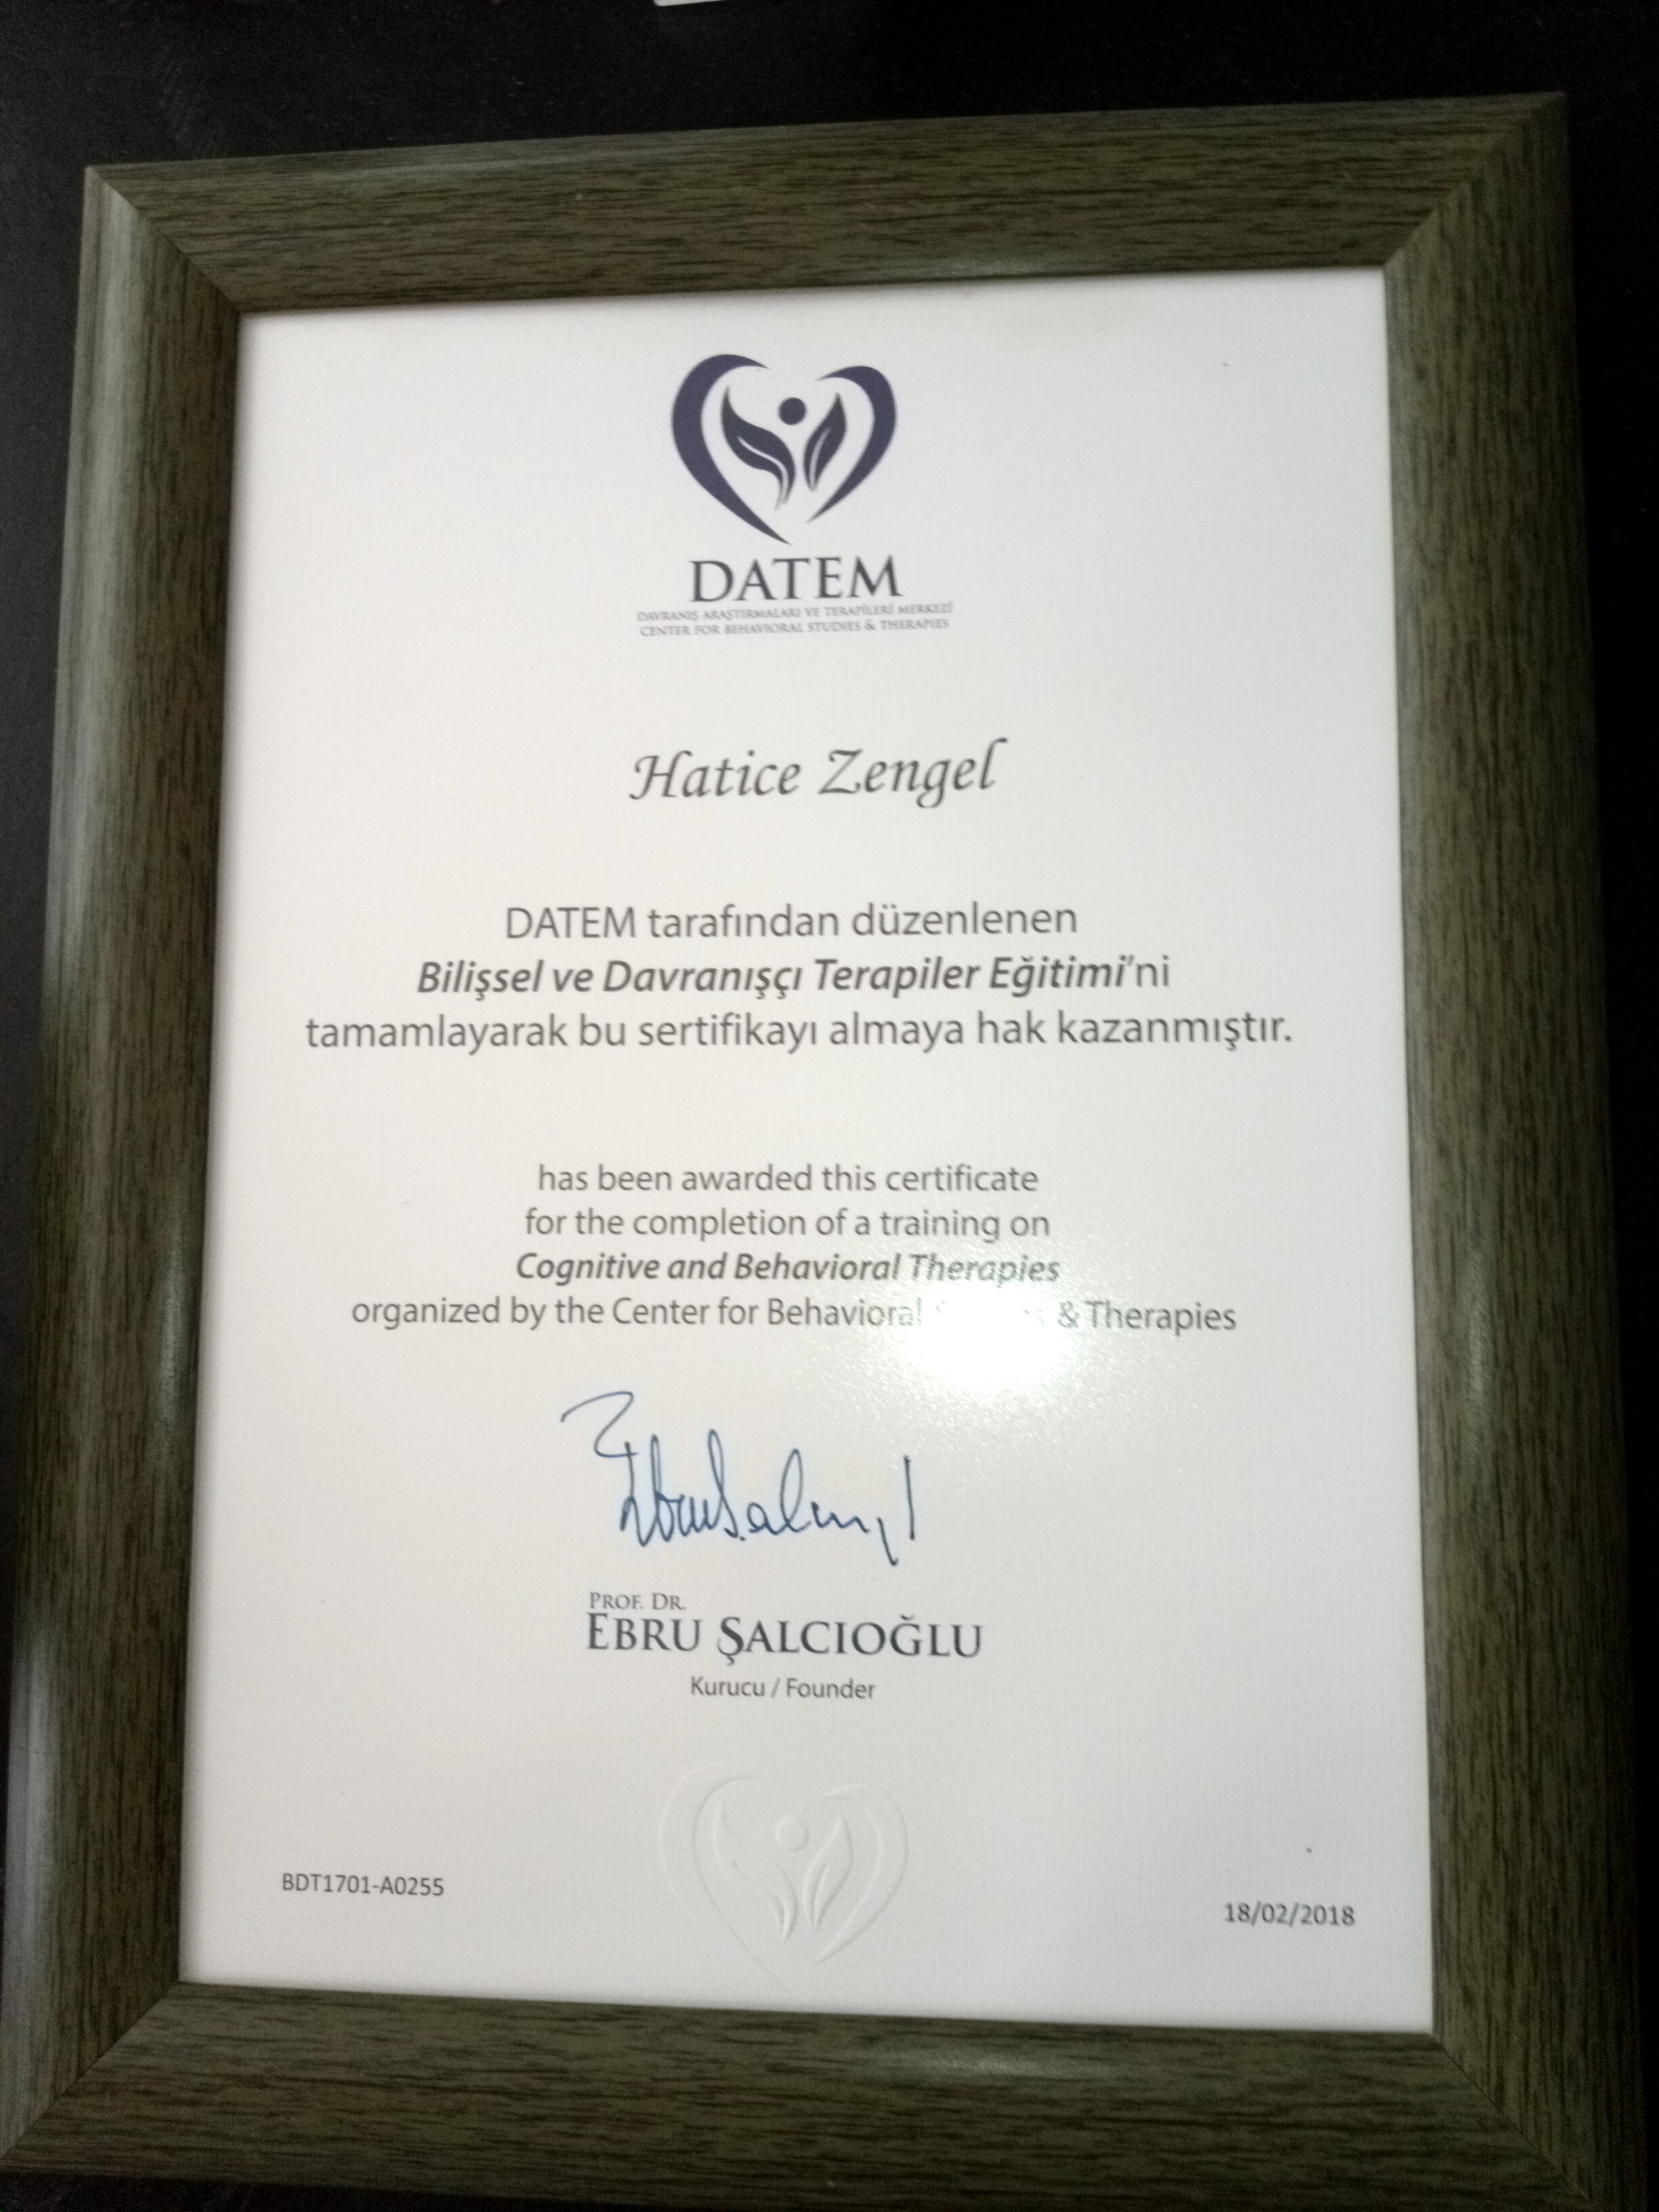 DATEM
DAVRANIŞ ARAŞTIRMALARI VE TERAPİLERİ MERKEZİ
CENTER FOR BEHAVIORAL STUDIES & THERAPIES
Hatice Zengel
DATEM tarafından düzenlenen
Bilişsel ve Davranışçı Terapiler Eğitimi'ni
tamamlayarak bu sertifikayı almaya hak kazanmıştır.
has been awarded this certificate
for the completion of a training on
Cognitive and Behavioral Therapies
organized by the Center for Behavioral & Therapies
PROF. DR.
EBRU ŞALCIOĞLU
Kurucu / Founder
BDT1701-A0255
18/02/2018